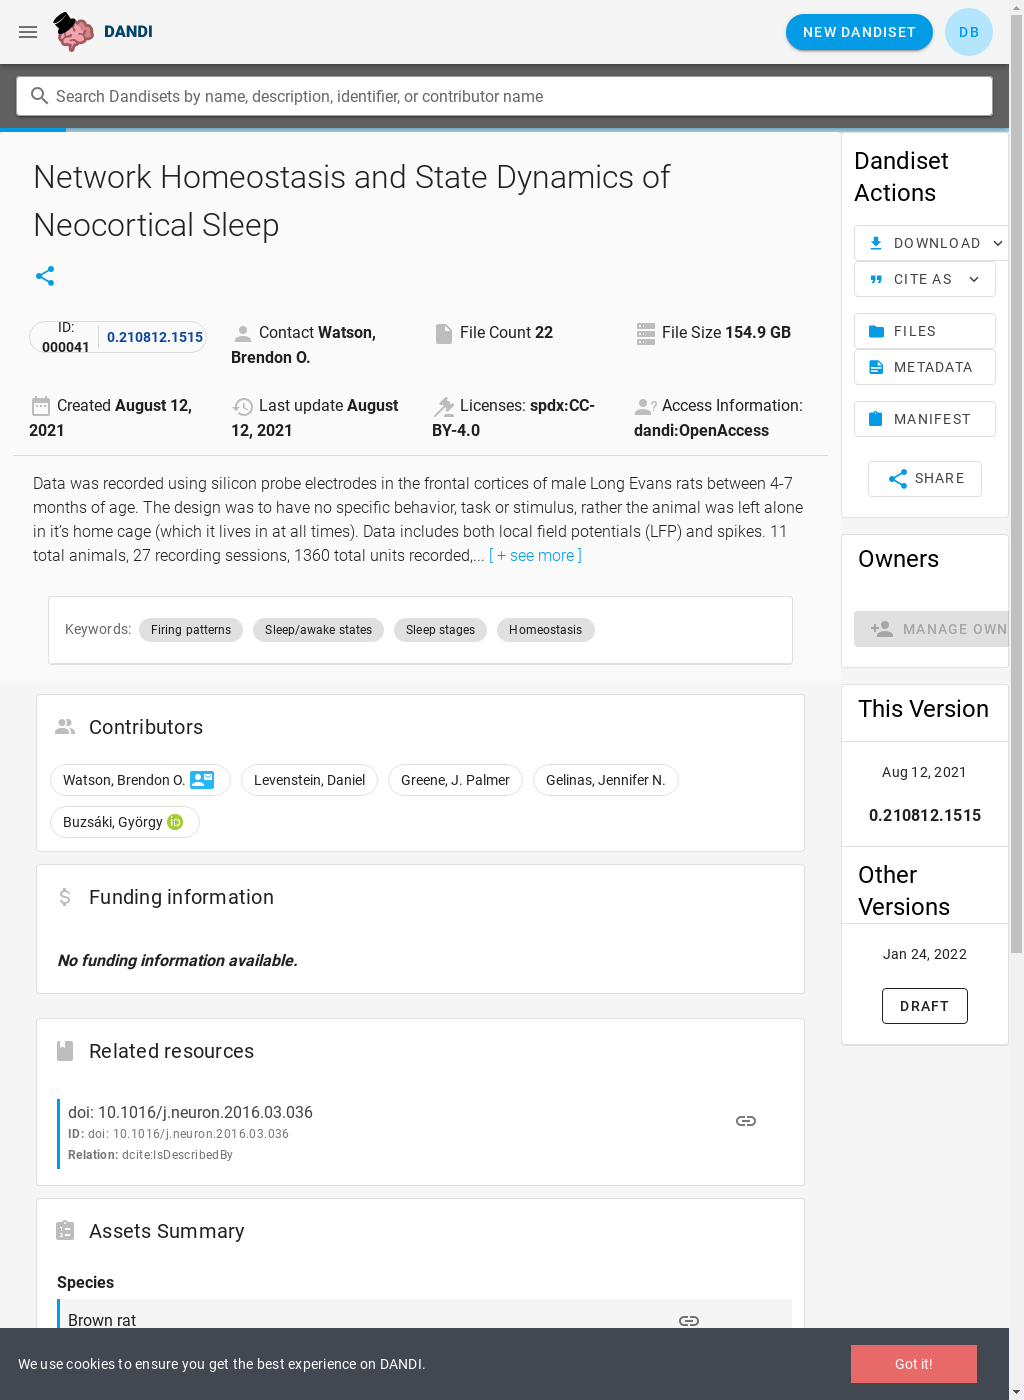 DANDI
NEW DANDISET
DB
Search Dandisets by name, description, identifier, or contributor name
Network Homeostasis and State Dynamics of
Neocortical Sleep
ID:
000041
0.210812.1515
Contact Watson,
Brendon O.
File Count 22
File Size 154.9 GB
Created August 12,
2021
Last update August
12, 2021
Licenses: spdx:CC-
BY-4.0
Access Information:
dandi:OpenAccess
Data was recorded using silicon probe electrodes in the frontal cortices of male Long Evans rats between 4-7
months of age. The design was to have no specific behavior, task or stimulus, rather the animal was left alone
in it's home cage (which it lives in at all times). Data includes both local field potentials (LFP) and spikes. 11
total animals, 27 recording sessions, 1360 total units recorded,... [ + see more ]
Keywords: Firing patterns Sleep/awake states Sleep stages Homeostasis
Contributors
Watson, Brendon O. Levenstein, Daniel Greene, J. Palmer Gelinas, Jennifer N.
Buzsáki, György iD
Funding information
No funding information available.
Related resources
doi: 10.1016/j.neuron.2016.03.036
ID: doi: 10.1016/j.neuron.2016.03.036
Relation: dcite:IsDescribedBy
Assets Summary
Species
Brown rat
Dandiset
Actions
DOWNLOAD
CITE AS
FILES
METADATA
MANIFEST
SHARE
Owners
MANAGE OWN
This Version
Aug 12, 2021
0.210812.1515
Other
Versions
Jan 24, 2022
DRAFT
We use cookies to ensure you get the best experience on DANDI.
Got it!